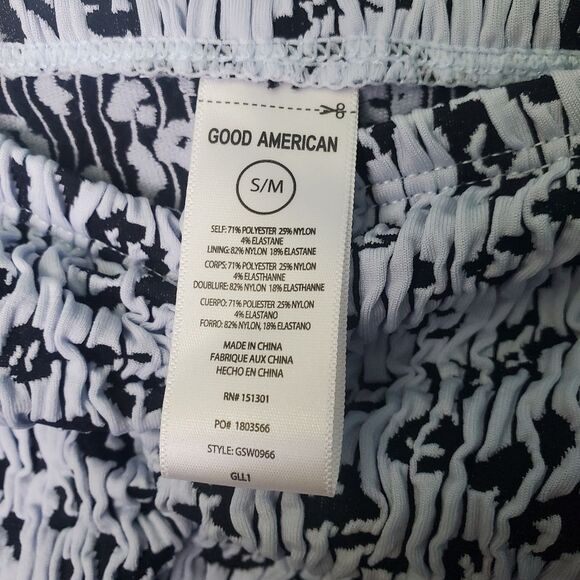 GOOD AMERICAN
S/M
SELF: 71% POLYESTER 25% NYLON
4% ELASTANE
LINING: 82% NYLON 18% ELASTANE
CORPS: 71% POLYESTER 25% NYLON
4% ELASTHANNE
DOUBLURE: 82% NYLON, 18% ELASTHANNE
CUERPO: 71% POLIESTER 25% NYLON
4% ELASTANO
FORRO: 82% NYLON, 18% ELASTANO
MADE IN CHINA
FABRIQUE AUX CHINA
HECHO EN CHINA
RN# 151301
PO# 1803566
STYLE: GSW0966
GLL1